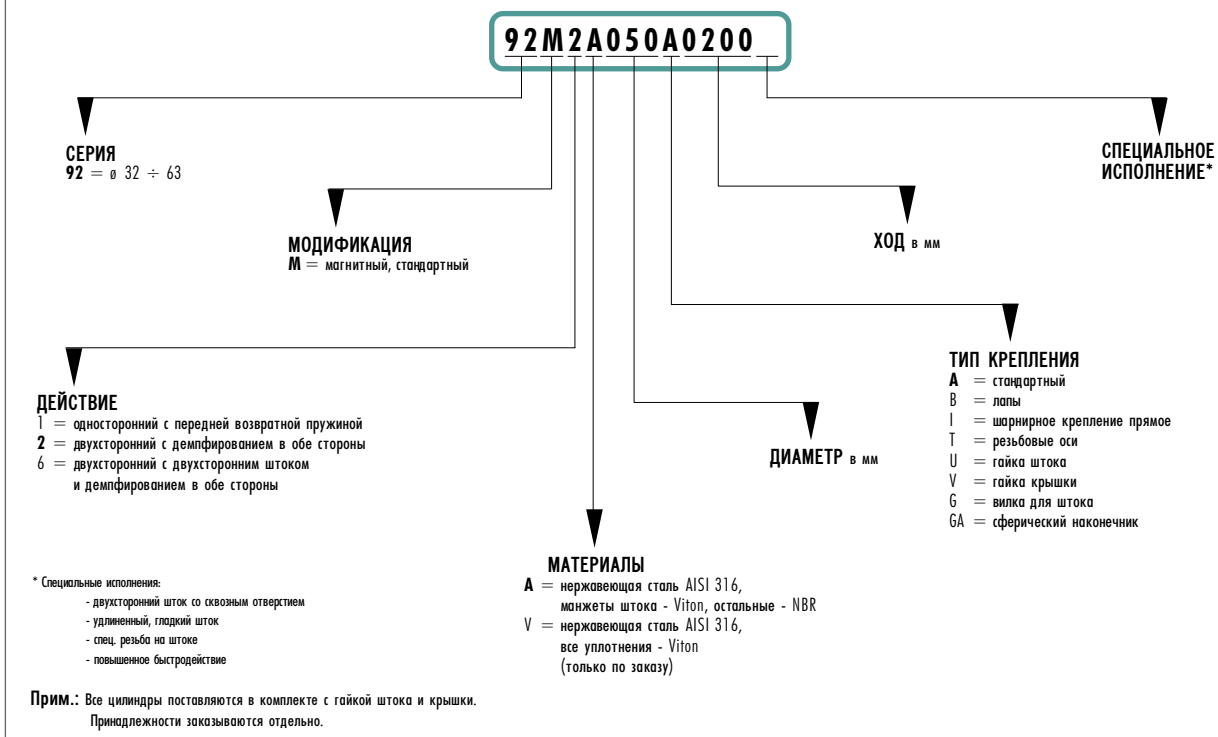 92M2A050A0200
СЕРИЯ
92 = ø 32 ÷ 63
СПЕЦИАЛЬНОЕ
ИСПОЛНЕНИЕ*
МОДИФИКАЦИЯ
М = магнитный, стандартный
ХОД в мм
ДЕЙСТВИЕ
1 = односторонний с передней возвратной пружиной
2 = двухсторонний с демпфированием в обе стороны
6 = двухсторонний с двухсторонним штоком
и демпфированием в обе стороны
ДИАМЕТР в мм
ТИП КРЕПЛЕНИЯ
A = стандартный
B = лапы
I = шарнирное крепление прямое
T = резьбовые оси
U = гайка штока
V = гайка крышки
G = вилка для штока
GA = сферический наконечник
МАТЕРИАЛЫ
A = нержавеющая сталь AISI 316,
манжеты штока - Viton, остальные - NBR
V = нержавеющая сталь AISI 316,
все уплотнения - Viton
(только по заказу)
* Специальные исполнения:
- двухсторонний шток со сквозным отверстием
- удлиненный, гладкий шток
- спец. резьба на штоке
- повышенное быстродействие
Прим.: Все цилиндры поставляются в комплекте с гайкой штока и крышки.
Принадлежности заказываются отдельно.